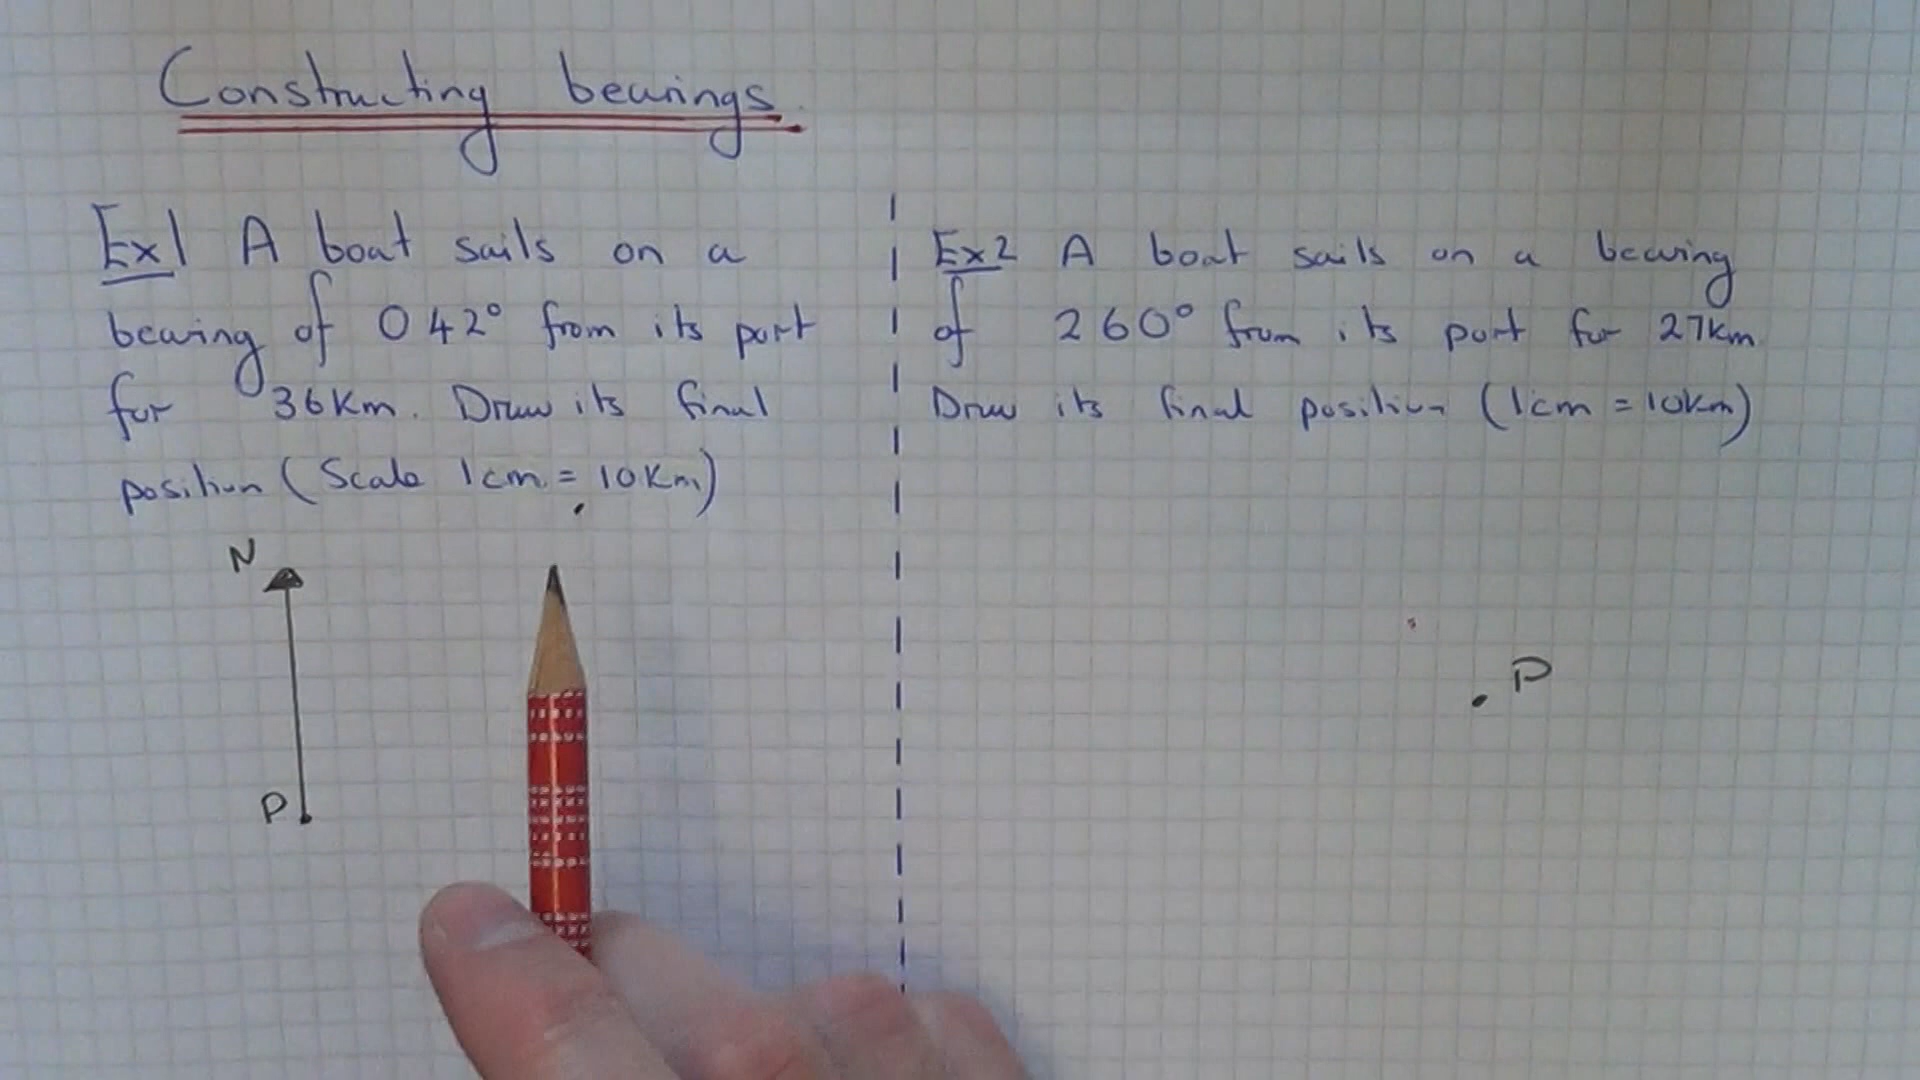 Constructing bearings.
Ex1 A boat sails on a
bearing of 042° from its port
for 36km. Draw its final
position (Scale 1cm = 10km)
N
P
Ex2 A boat sails on a bearing
of 260° from its port for 27km
Draw its final position (1cm = 10km)
P